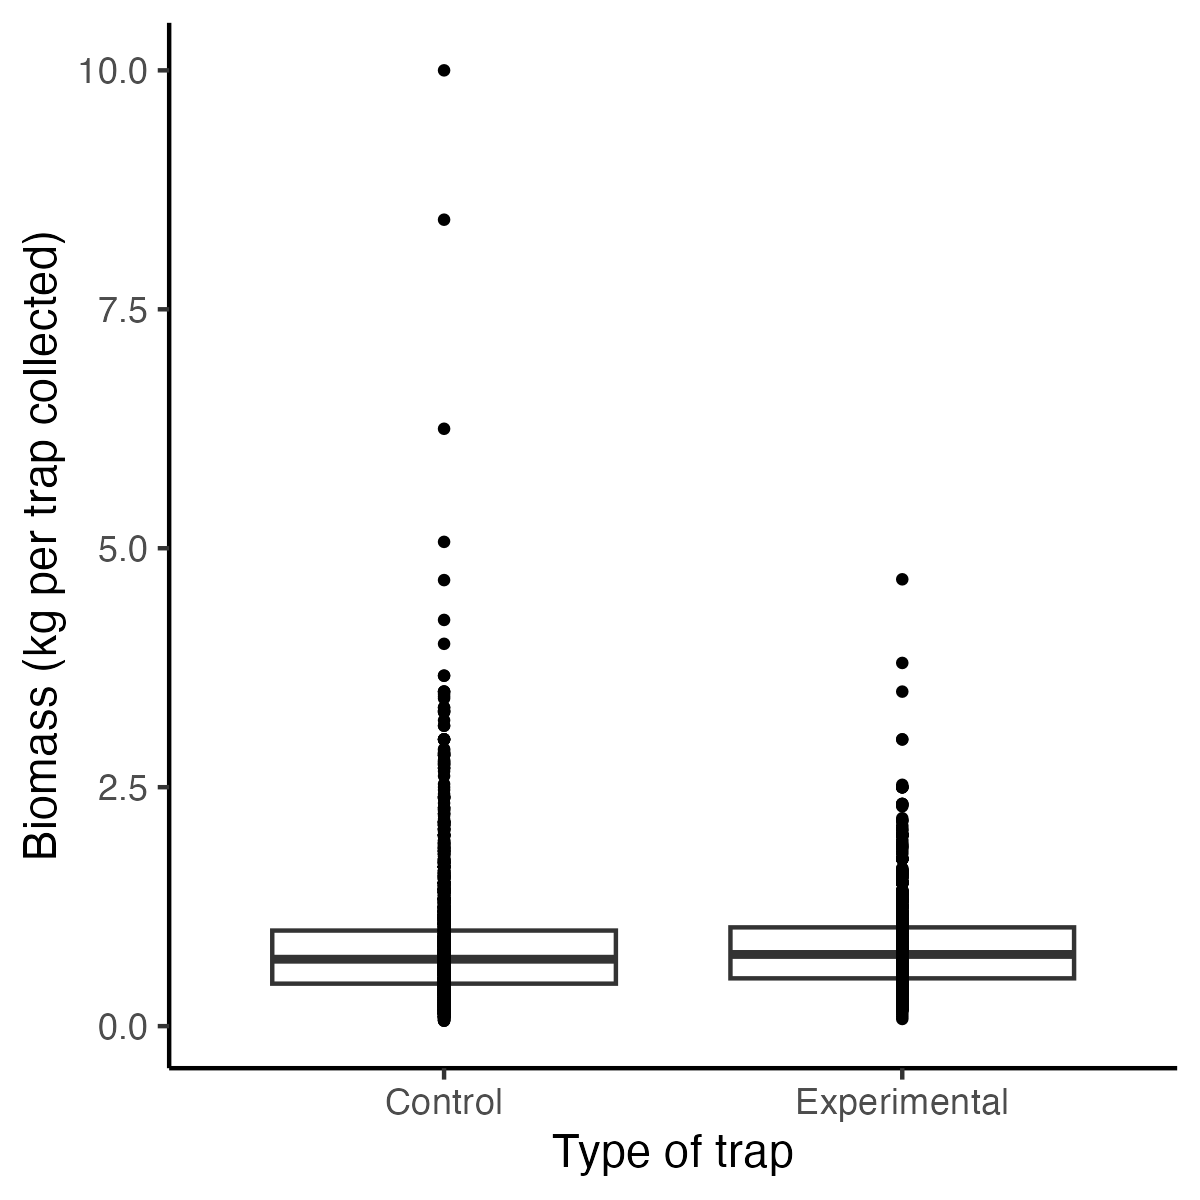 Biomass (kg per trap collected)
10.0
7.5
5.0
2.5
0.0
Control
Experimental
Type of trap